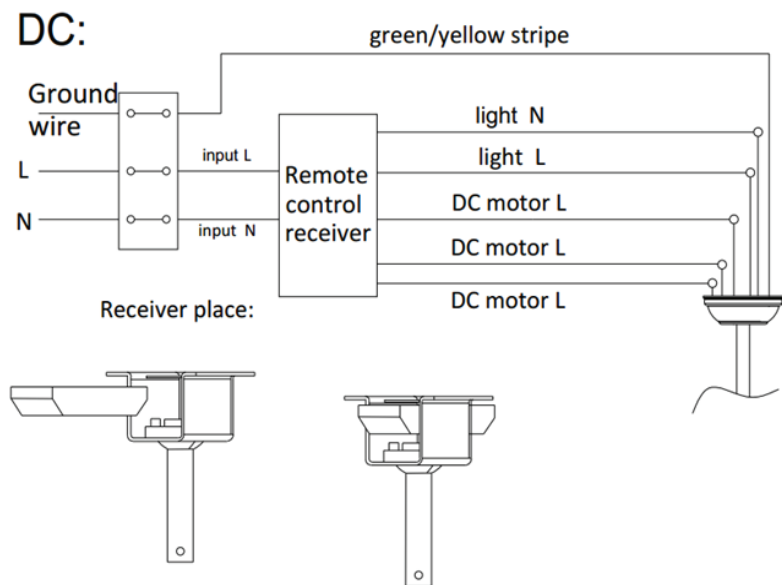 DC:
green/yellow stripe
Ground
wire
light N
L
input L
light L
Remote
control
receiver
N
input N
DC motor L
DC motor L
DC motor L
Receiver place: